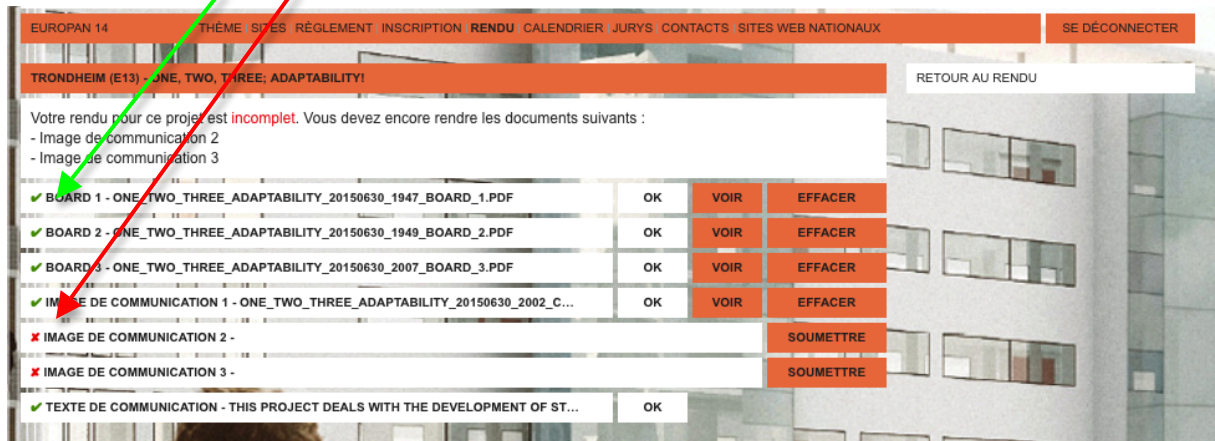 EUROPAN 14 THÈME | SITES | RÈGLEMENT | INSCRIPTION | RENDU | CALENDRIER | JURYS | CONTACTS | SITES WEB NATIONAUX SE DÉCONNECTER
TRONDHEIM (E13) - ONE, TWO, THREE; ADAPTABILITY! RETOUR AU RENDU
Votre rendu pour ce projet est incomplet. Vous devez encore rendre les documents suivants :
- Image de communication 2
- Image de communication 3
✔ BOARD 1 - ONE_TWO_THREE_ADAPTABILITY_20150630_1947_BOARD_1.PDF OK VOIR EFFACER
✔ BOARD 2 - ONE_TWO_THREE_ADAPTABILITY_20150630_1949_BOARD_2.PDF OK VOIR EFFACER
✔ BOARD 3 - ONE_TWO_THREE_ADAPTABILITY_20150630_2007_BOARD_3.PDF OK VOIR EFFACER
✔ IMAGE DE COMMUNICATION 1 - ONE_TWO_THREE_ADAPTABILITY_20150630_2002_C... OK VOIR EFFACER
✘ IMAGE DE COMMUNICATION 2 - SOUMETTRE
✘ IMAGE DE COMMUNICATION 3 - SOUMETTRE
✔ TEXTE DE COMMUNICATION - THIS PROJECT DEALS WITH THE DEVELOPMENT OF ST... OK